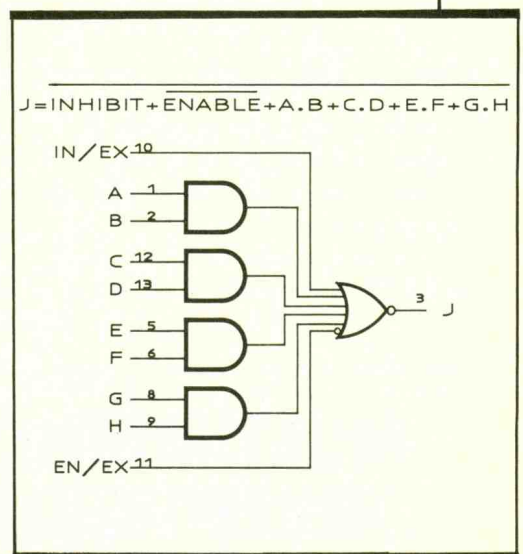 J=INHIBIT+ENABLE+A.B+C.D+E.F+G.H
IN/EX 10
A 1
B 2
C 12
D 13
3 J
E 5
F 6
G 8
H 9
EN/EX 11